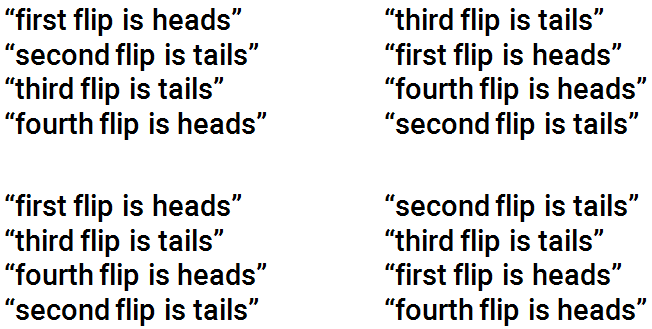 “first flip is heads”
“second flip is tails”
“third flip is tails”
“fourth flip is heads”
“third flip is tails”
“first flip is heads”
“fourth flip is heads”
“second flip is tails”
“first flip is heads”
“third flip is tails”
“fourth flip is heads”
“second flip is tails”
“second flip is tails”
“third flip is tails”
“first flip is heads”
“fourth flip is heads”